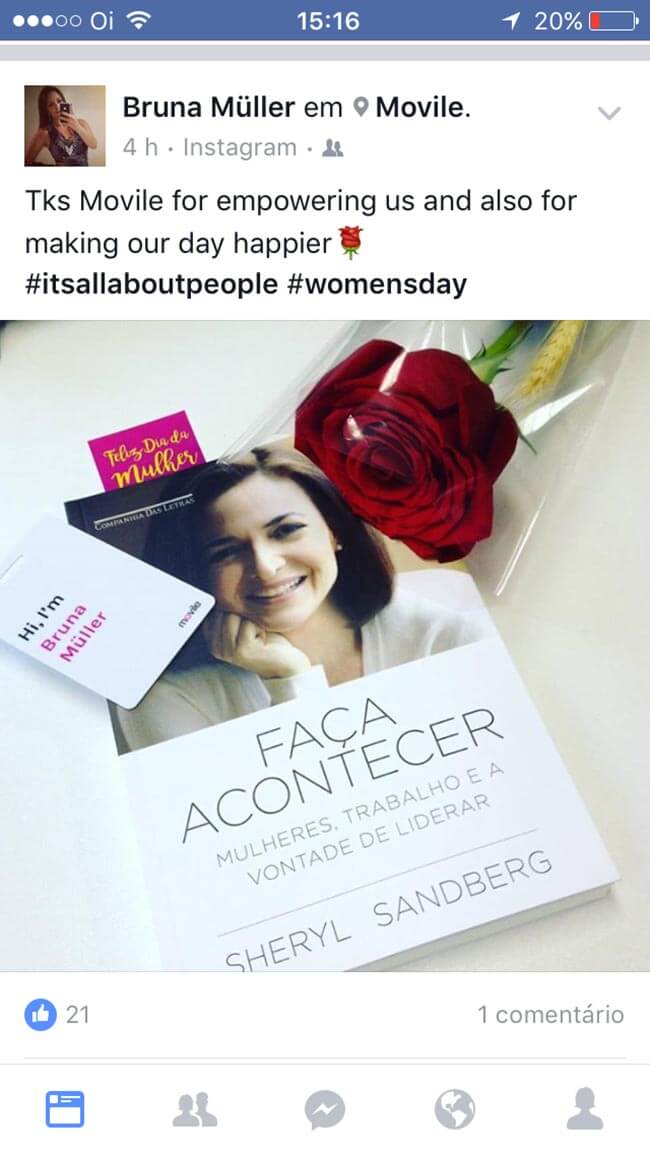 Oi 15:16 20%
Bruna Müller em Movile.
4 h · Instagram ·
Tks Movile for empowering us and also for
making our day happier🌹
#itsallaboutpeople #womensday
Feliz Dia da
Mulher
COMPANHIA DAS LETRAS
Hi, I'm
Bruna
Müller
movile
FAÇA
ACONTECER
MULHERES, TRABALHO E A
VONTADE DE LIDERAR
SHERYL SANDBERG
21 1 comentário